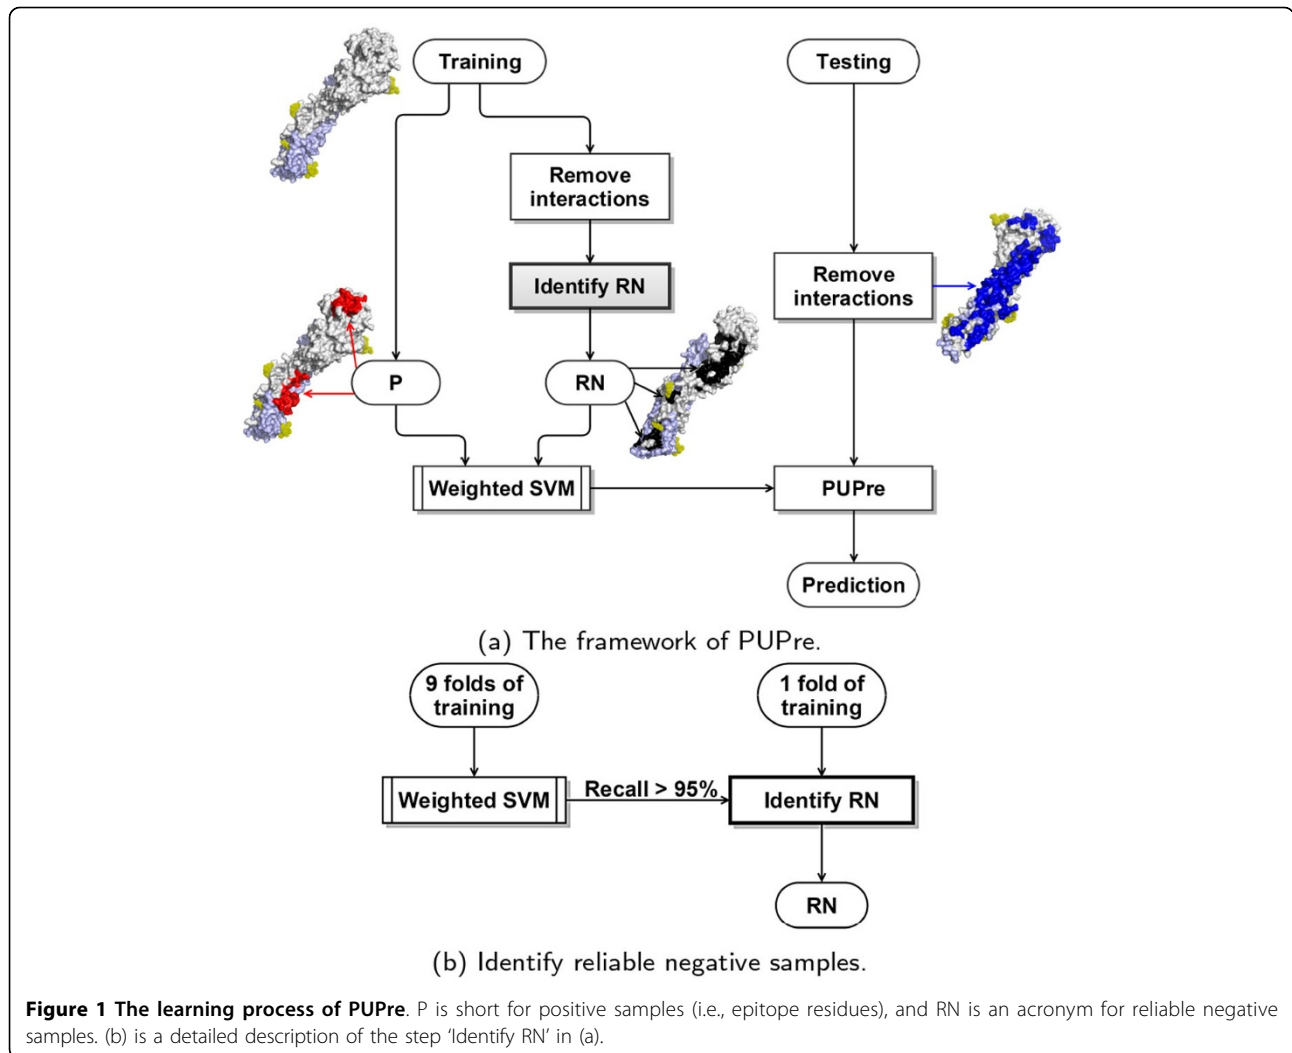 Training
Testing
Remove
interactions
Identify RN
Remove
interactions
P
RN
Weighted SVM
PUPre
Prediction
(a) The framework of PUPre.
9 folds of
training
1 fold of
training
Weighted SVM
Recall > 95%
Identify RN
RN
(b) Identify reliable negative samples.
Figure 1 The learning process of PUPre. P is short for positive samples (i.e., epitope residues), and RN is an acronym for reliable negative
samples. (b) is a detailed description of the step ‘Identify RN’ in (a).